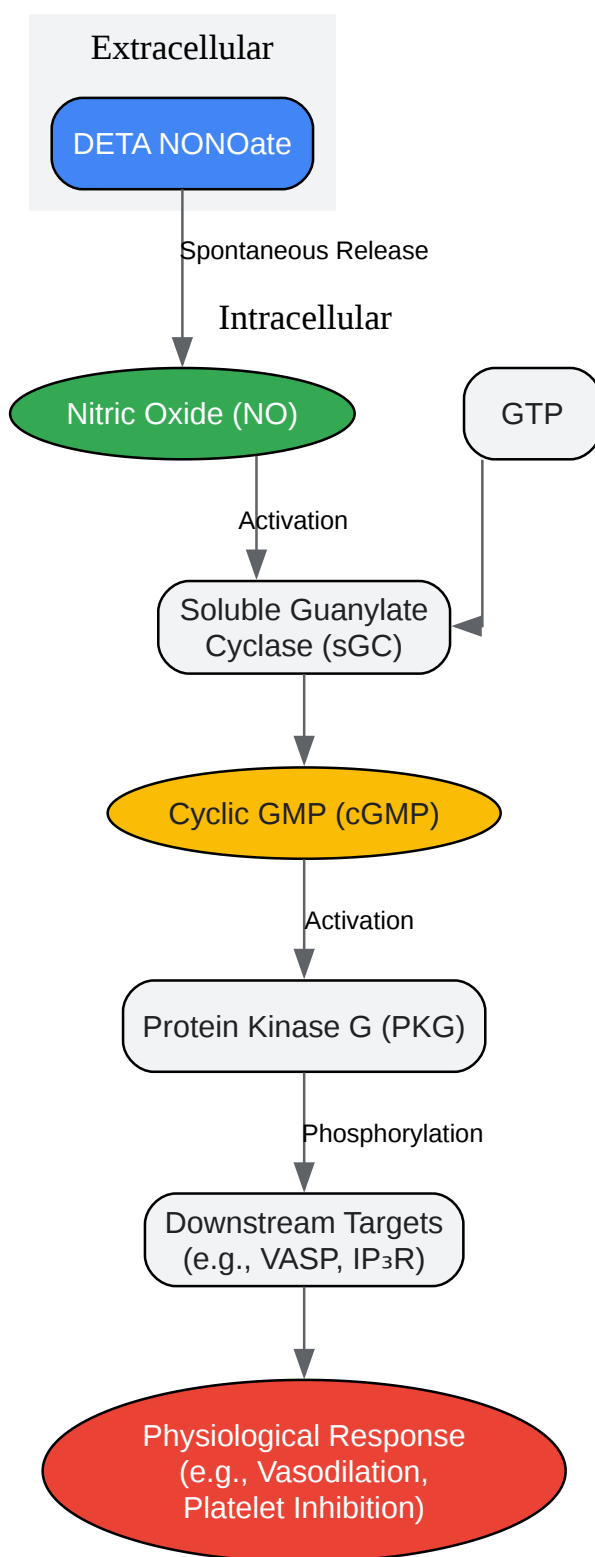 Extracellular
DETA NONOate
Spontaneous Release
Intracellular
Nitric Oxide (NO)
GTP
Activation
Soluble Guanylate
Cyclase (sGC)
Cyclic GMP (cGMP)
Activation
Protein Kinase G (PKG)
Phosphorylation
Downstream Targets
(e.g., VASP, IP₃R)
Physiological Response
(e.g., Vasodilation,
Platelet Inhibition)